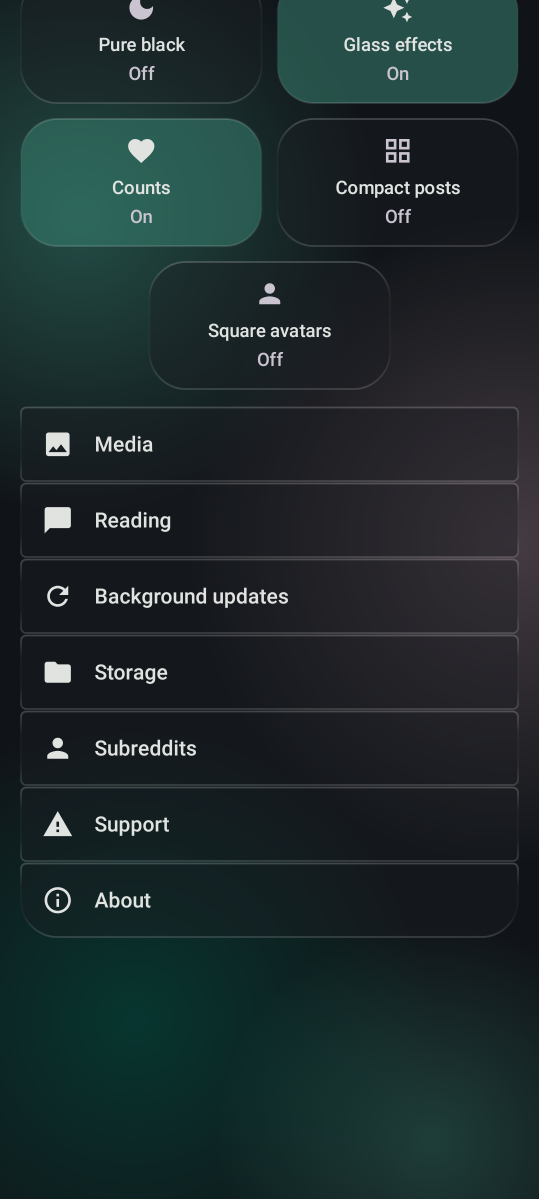 Pure black
Glass effects
Off
On
Counts
Compact posts
On
Off
Square avatars
Off
Media
Reading
Background updates
Storage
Subreddits
Support
About